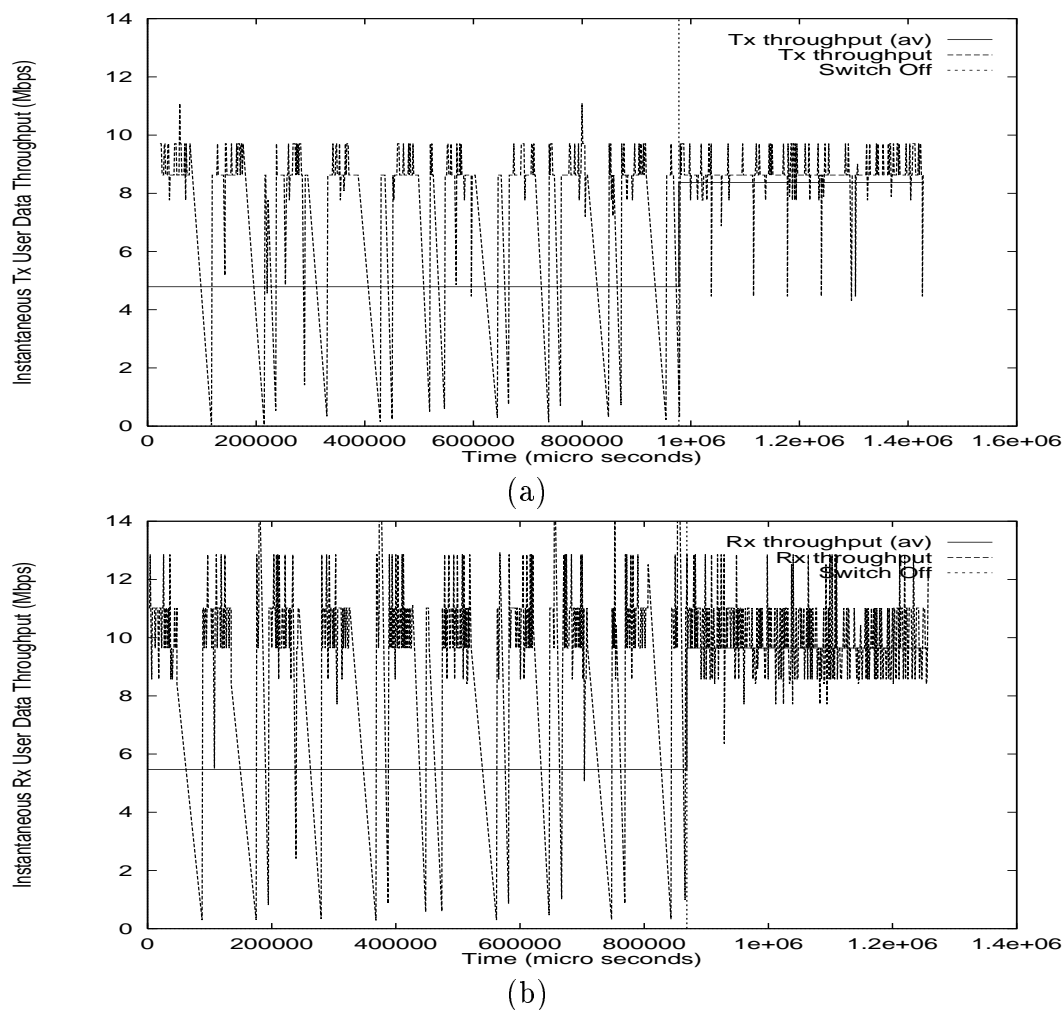 14
12
10
8
6
4
2
0
Instantaneous Tx User Data Throughput (Mbps)
Tx throughput (av)
Tx throughput
Switch Off
0 200000 400000 600000 800000 1e+06 1.2e+06 1.4e+06 1.6e+06
Time (micro seconds)
(a)
14
12
10
8
6
4
2
0
Instantaneous Rx User Data Throughput (Mbps)
Rx throughput (av)
Rx throughput
Switch Off
0 200000 400000 600000 800000 1e+06 1.2e+06 1.4e+06
Time (micro seconds)
(b)